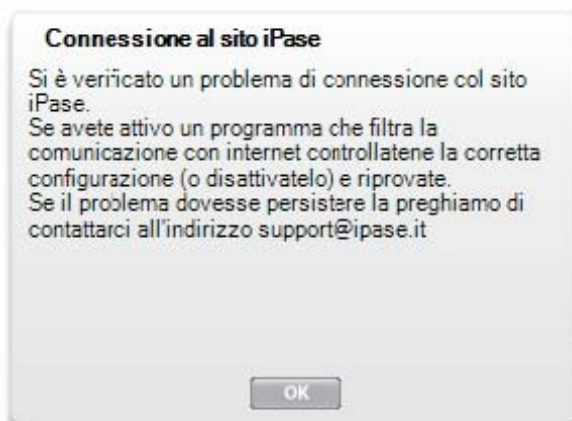 Connessione al sito iPase
Si è verificato un problema di connessione col sito
iPase.
Se avete attivo un programma che filtra la
comunicazione con internet controllatene la corretta
configurazione (o disattivatelo) e riprovate.
Se il problema dovesse persistere la preghiamo di
contattarci all'indirizzo support@ipase.it
OK